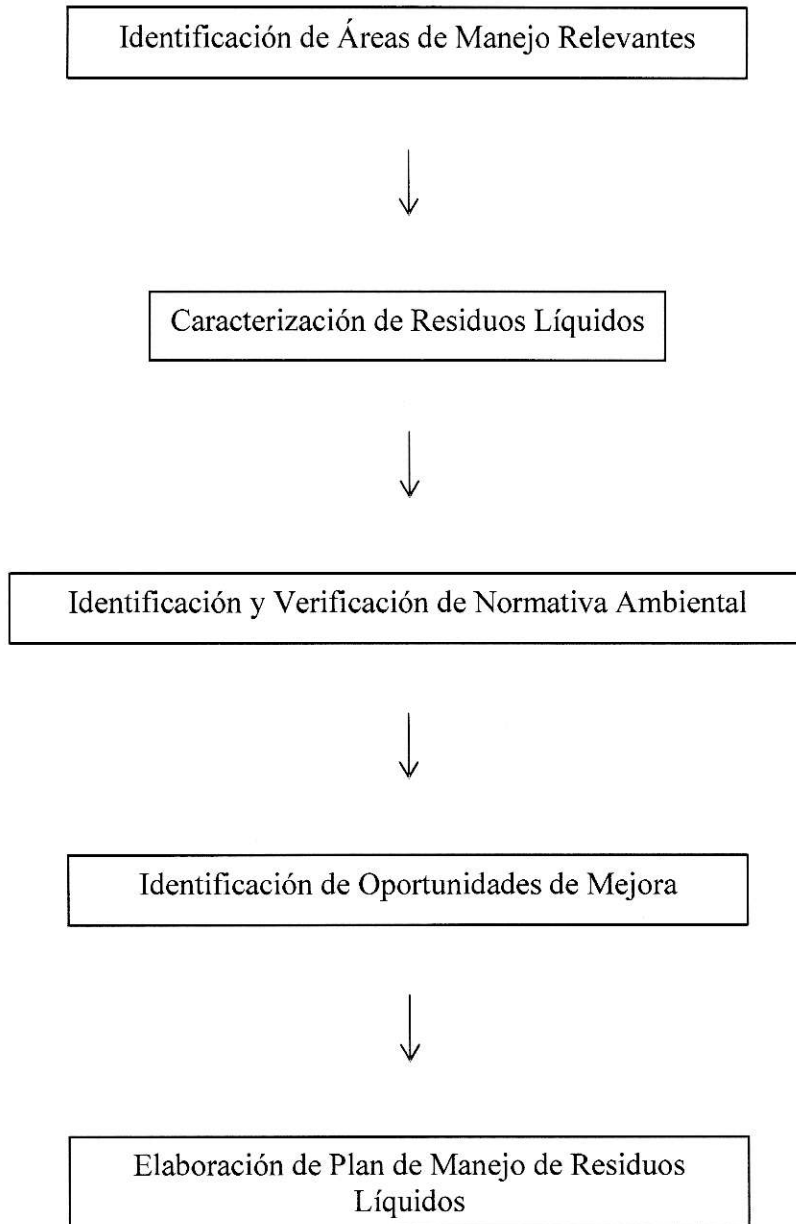 Identificación de Áreas de Manejo Relevantes
Caracterización de Residuos Líquidos
Identificación y Verificación de Normativa Ambiental
Identificación de Oportunidades de Mejora
Elaboración de Plan de Manejo de Residuos
Líquidos